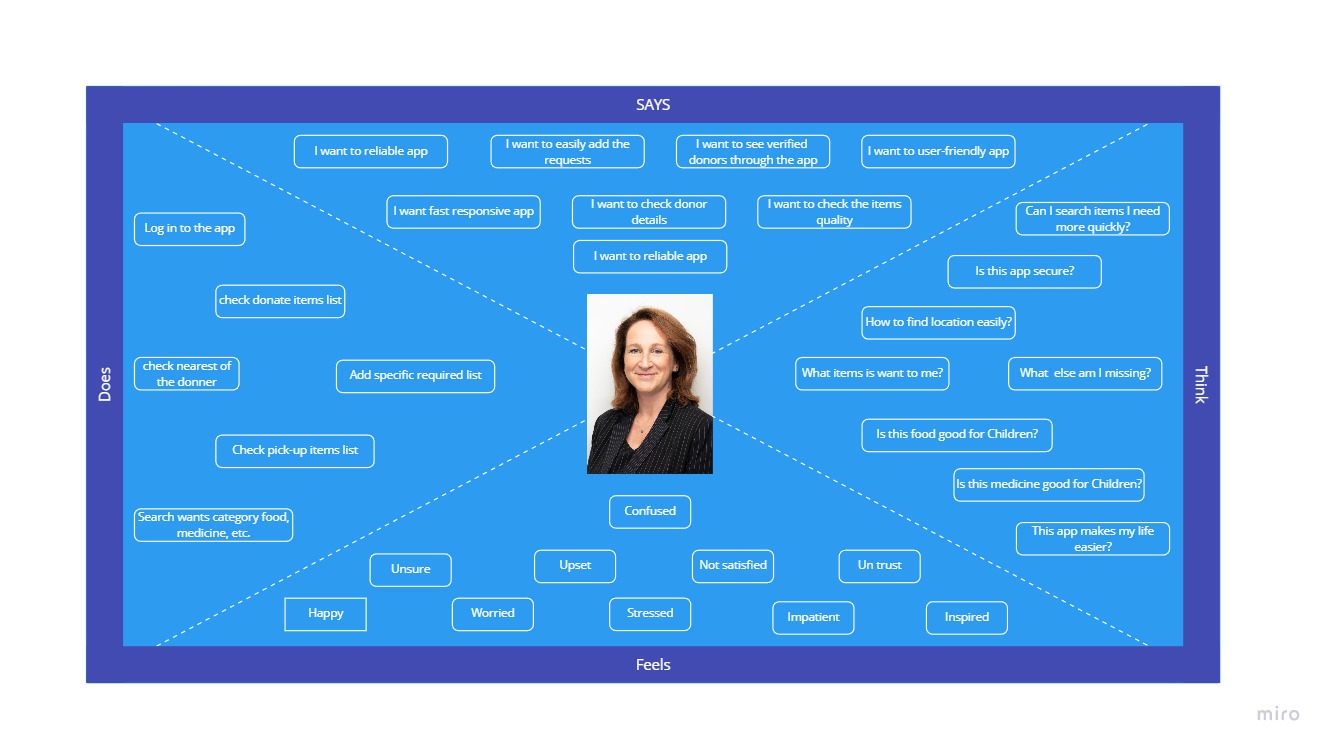 SAYS
I want to reliable app
I want to easily add the
requests
I want to see verified
donors through the app
I want to user-friendly app
I want fast responsive app
I want to check donor
details
I want to check the items
quality
I want to reliable app
Does
Log in to the app
check donate items list
check nearest of
the donner
Add specific required list
Check pick-up items list
Search wants category food,
medicine, etc.
Think
Can I search items I need
more quickly?
Is this app secure?
How to find location easily?
What items is want to me?
What else am I missing?
Is this food good for Children?
Is this medicine good for Children?
This app makes my life
easier?
Confused
Unsure
Upset
Not satisfied
Un trust
Happy
Worried
Stressed
Impatient
Inspired
Feels
miro